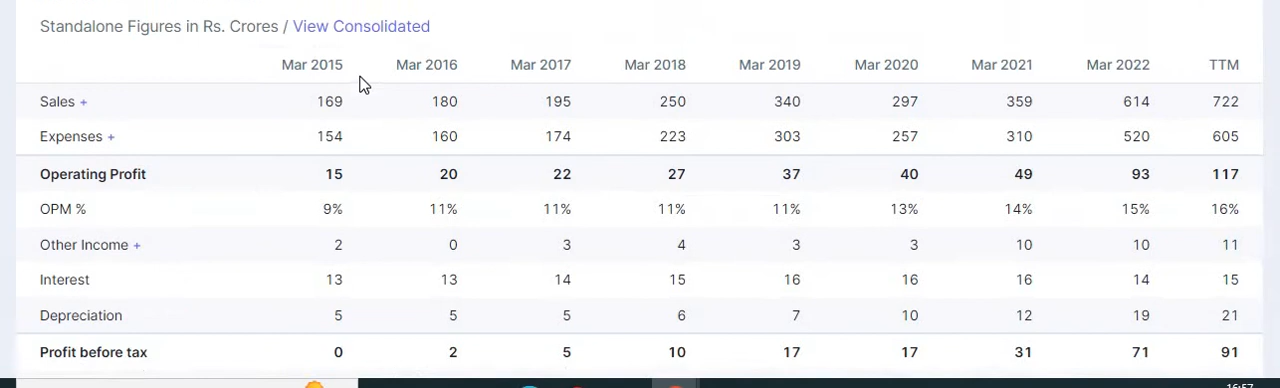 Standalone Figures in Rs. Crores / View Consolidated
Mar 2015 Mar 2016 Mar 2017 Mar 2018 Mar 2019 Mar 2020 Mar 2021 Mar 2022 TTM
Sales + 169 180 195 250 340 297 359 614 722
Expenses + 154 160 174 223 303 257 310 520 605
Operating Profit 15 20 22 27 37 40 49 93 117
OPM % 9% 11% 11% 11% 11% 13% 14% 15% 16%
Other Income + 2 0 3 4 3 3 10 10 11
Interest 13 13 14 15 16 16 16 14 15
Depreciation 5 5 5 6 7 10 12 19 21
Profit before tax 0 2 5 10 17 17 31 71 91